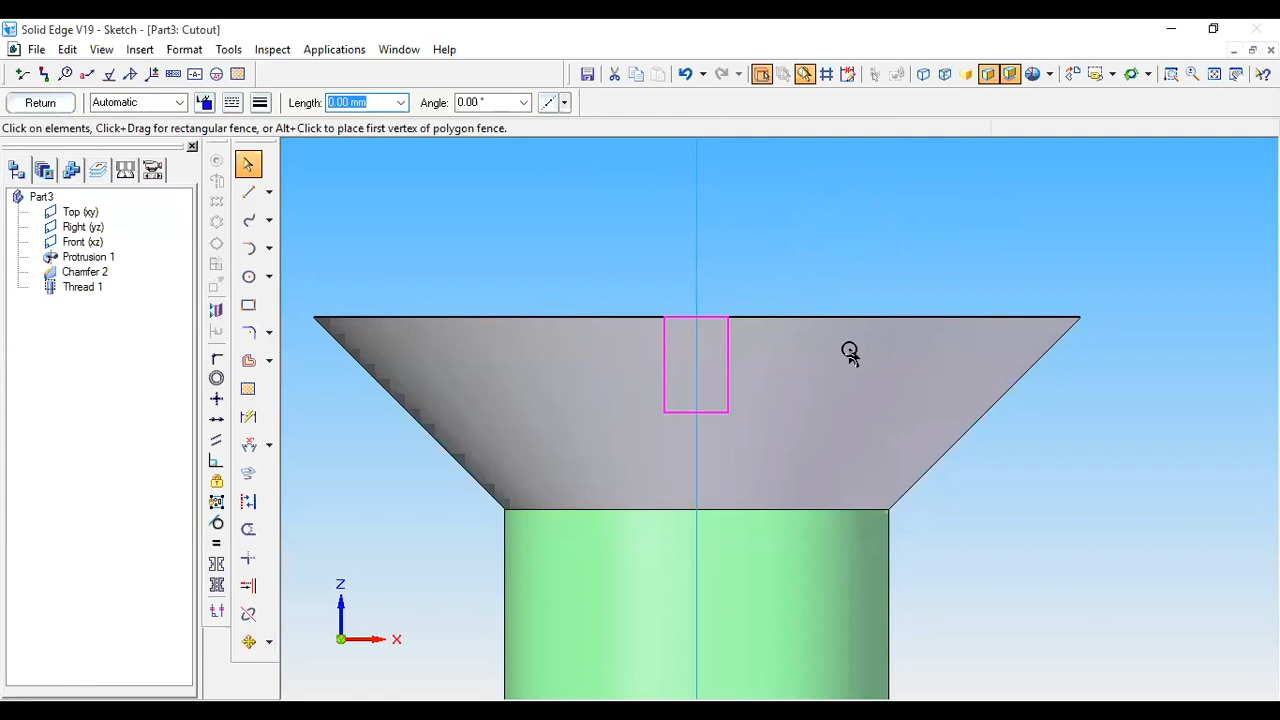 Solid Edge V19 - Sketch - [Part3: Cutout]
File Edit View Insert Format Tools Inspect Applications Window Help
Return Automatic Length: 0.00 mm Angle: 0.00 °
Click on elements, Click+Drag for rectangular fence, or Alt+Click to place first vertex of polygon fence.
Part3
Top (xy)
Right (yz)
Front (xz)
Protrusion 1
Chamfer 2
Thread 1
Z
X